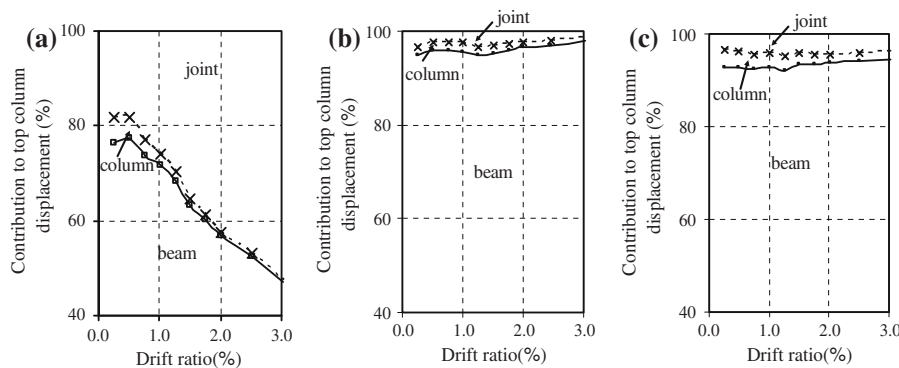 (a)
Contribution to top column
displacement (%)
100
80
60
40
joint
column
beam
0.0 1.0 2.0 3.0
Drift ratio(%)
(b)
Contribution to top column
displacement (%)
100
80
60
40
joint
column
beam
0.0 1.0 2.0 3.0
Drift ratio(%)
(c)
Contribution to top column
displacement (%)
100
80
60
40
joint
column
beam
0.0 1.0 2.0 3.0
Drift ratio(%)